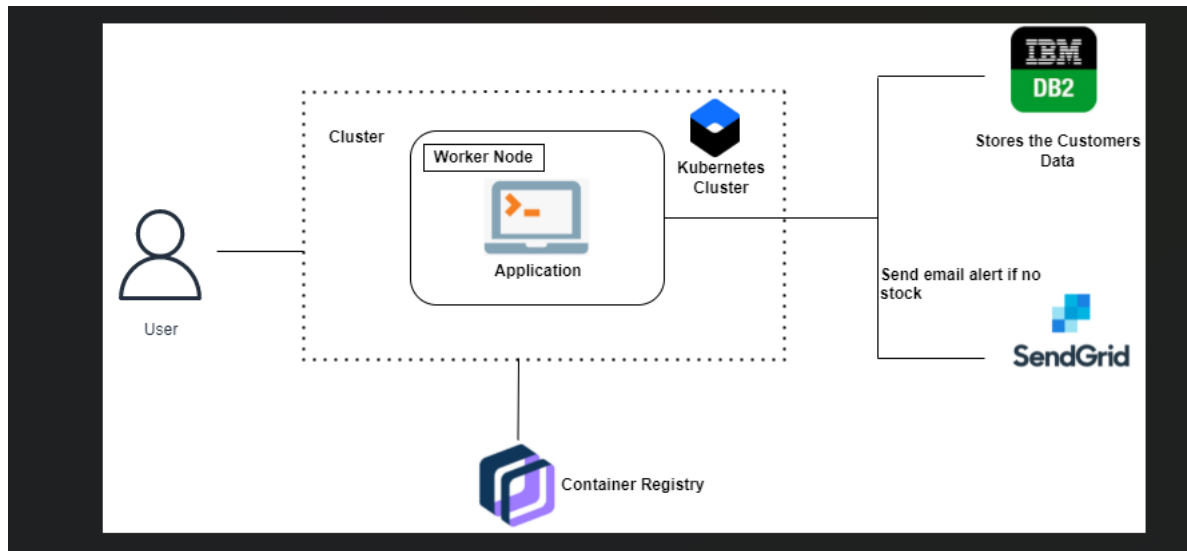 IBM
DB2
Stores the Customers
Data
Cluster
Worker Node
Kubernetes
Cluster
Application
User
Send email alert if no
stock
SendGrid
Container Registry